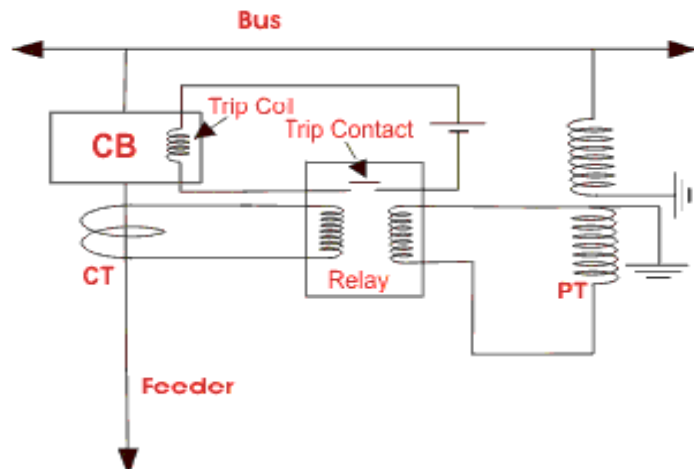 Bus
Trip Coil
Trip Contact
CB
Relay
CT
PT
Feeder